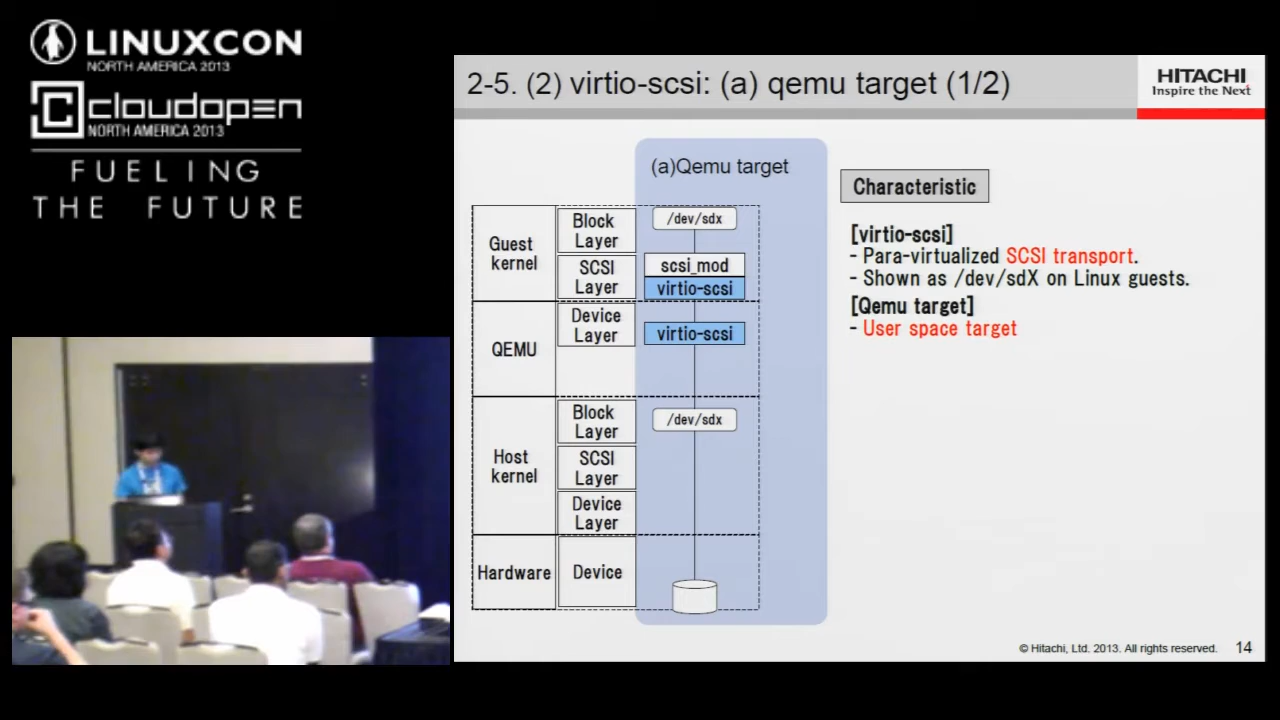 LINUXCON
NORTH AMERICA 2013
cloudopen
NORTH AMERICA 2013
FUELING
THE FUTURE
2-5. (2) virtio-scsi: (a) qemu target (1/2)
HITACHI
Inspire the Next
(a)Qemu target
Guest
kernel
Block
Layer
/dev/sdx
SCSI
Layer
scsi_mod
virtio-scsi
QEMU
Device
Layer
virtio-scsi
Host
kernel
Block
Layer
/dev/sdx
SCSI
Layer
Device
Layer
Hardware
Device
Characteristic
[virtio-scsi]
- Para-virtualized SCSI transport.
- Shown as /dev/sdX on Linux guests.
[Qemu target]
- User space target
© Hitachi, Ltd. 2013. All rights reserved.
14